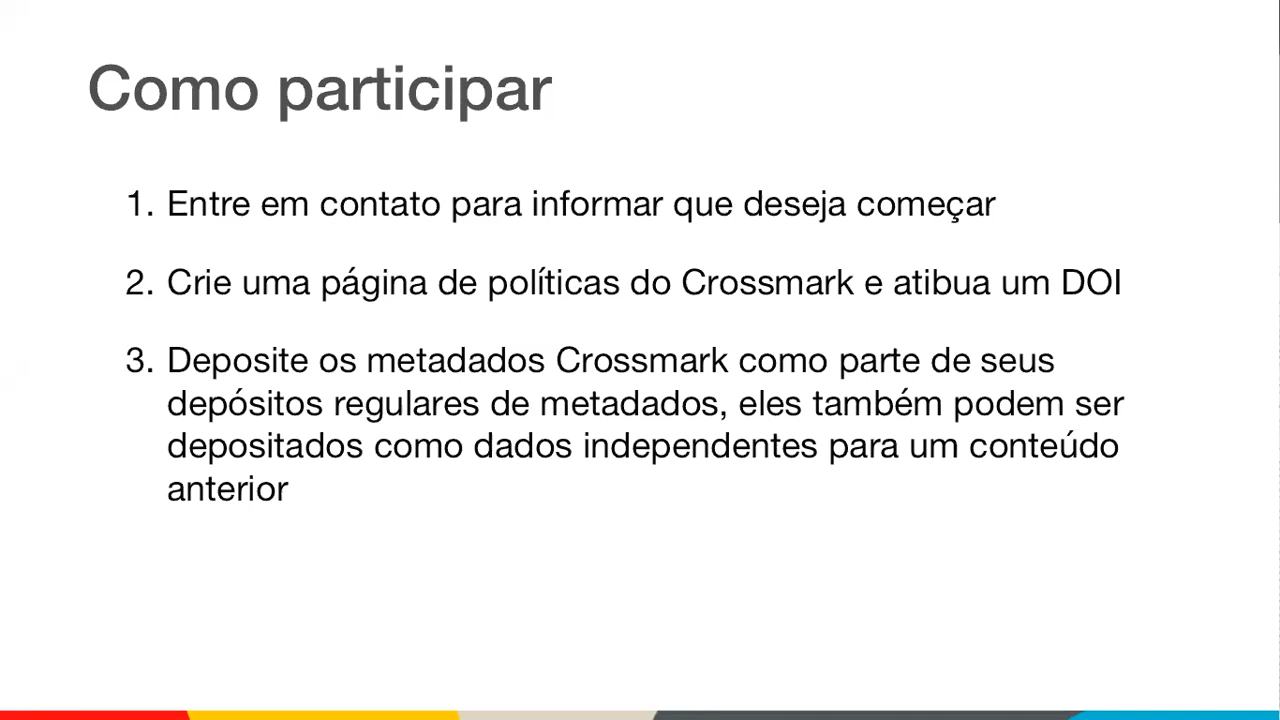 Como participar
1. Entre em contato para informar que deseja começar
2. Crie uma página de políticas do Crossmark e atibua um DOI
3. Deposite os metadados Crossmark como parte de seus
depósitos regulares de metadados, eles também podem ser
depositados como dados independentes para um conteúdo
anterior